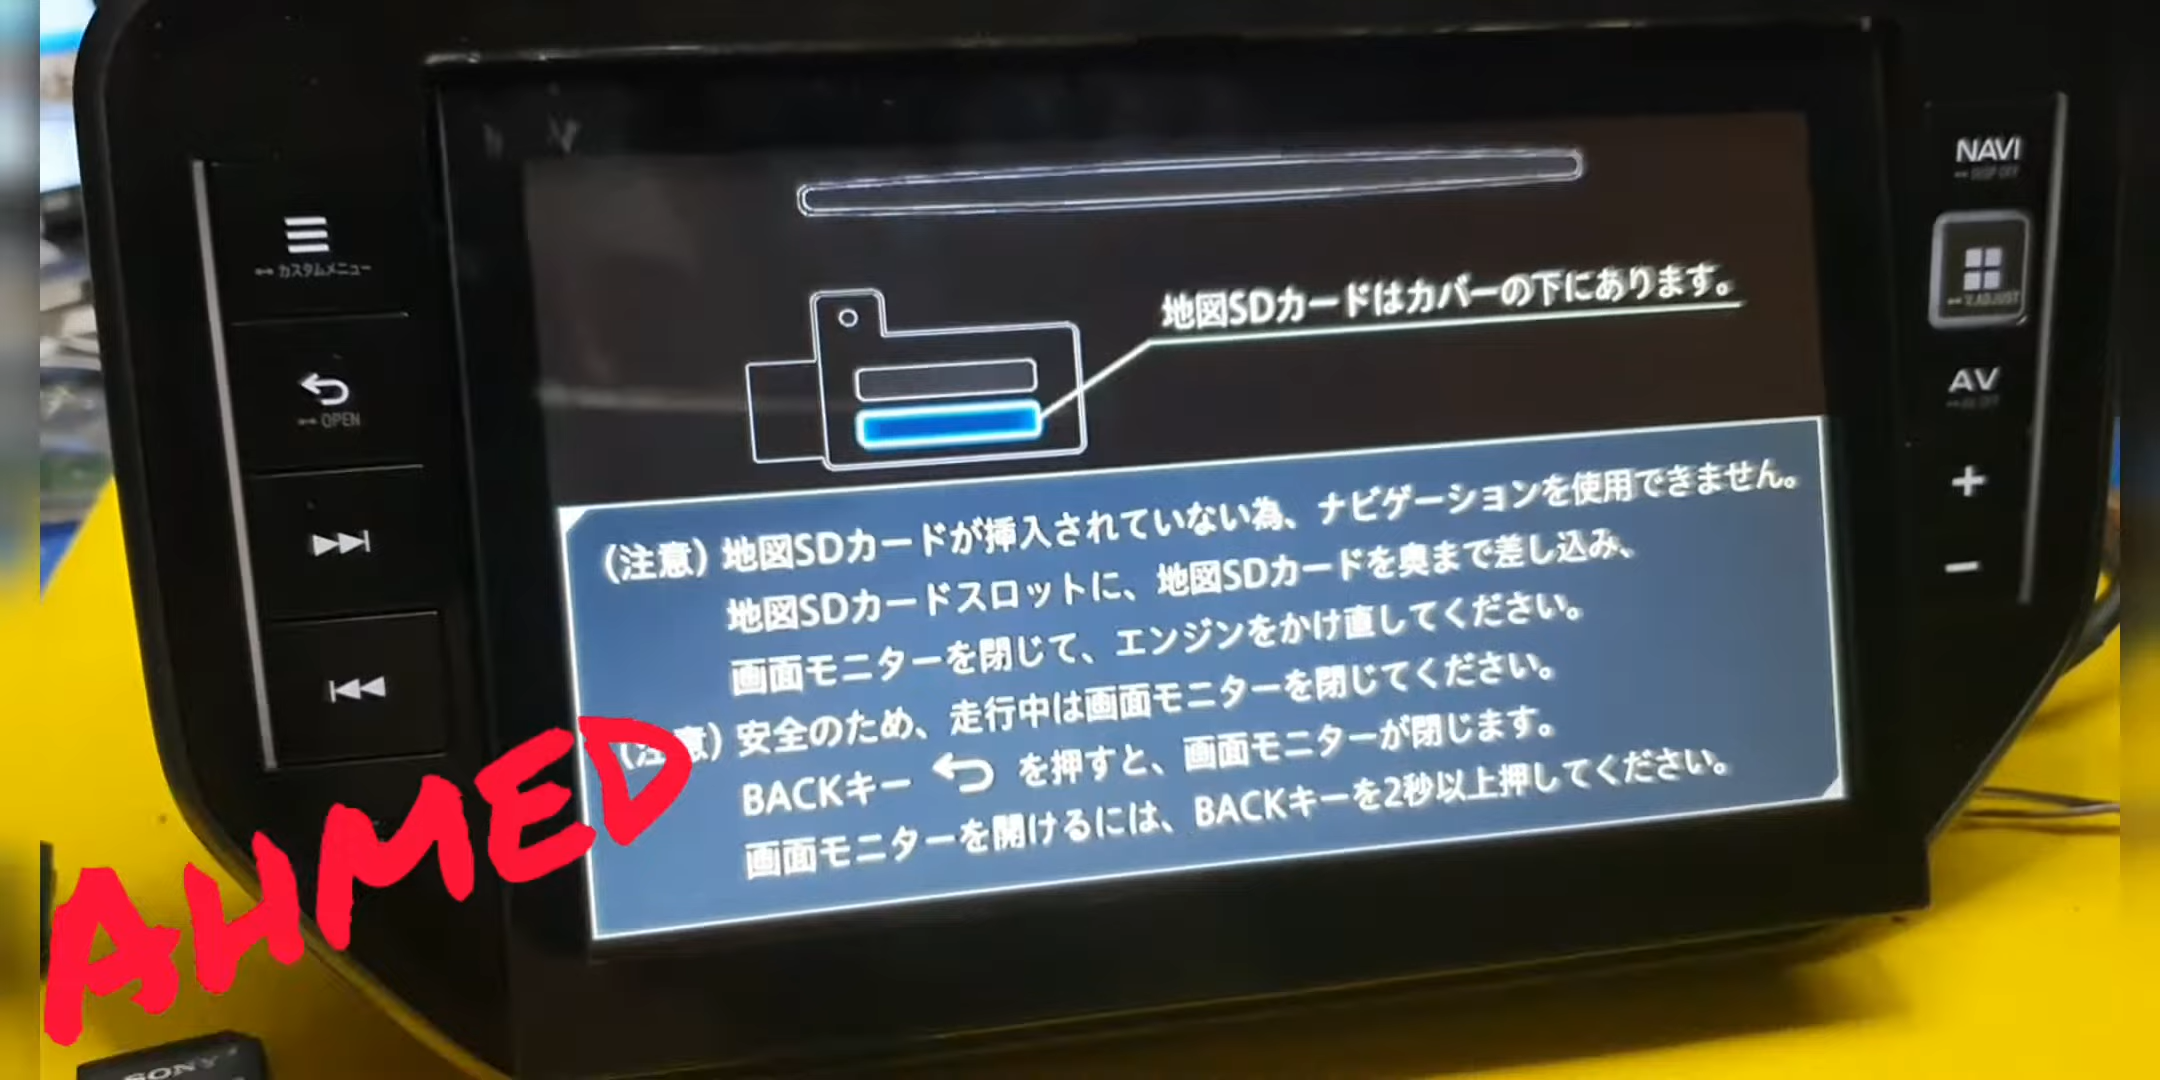 NAVI
カスタムメニュー
V.ADJUST
OPEN
AV
地図SDカードはカバーの下にあります。
(注意) 地図SDカードが挿入されていない為、ナビゲーションを使用できません。
地図SDカードスロットに、地図SDカードを奥まで差し込み、
画面モニターを閉じて、エンジンをかけ直してください。
(注意) 安全のため、走行中は画面モニターを閉じてください。
BACKキー を押すと、画面モニターが閉じます。
画面モニターを開けるには、BACKキーを2秒以上押してください。
AHMED
SONY